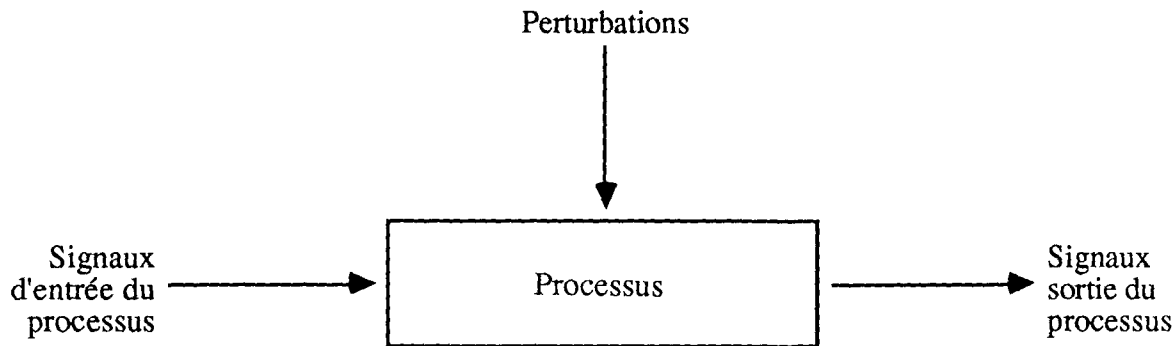 Perturbations
Signaux
d'entrée du
processus
Processus
Signaux
sortie du
processus